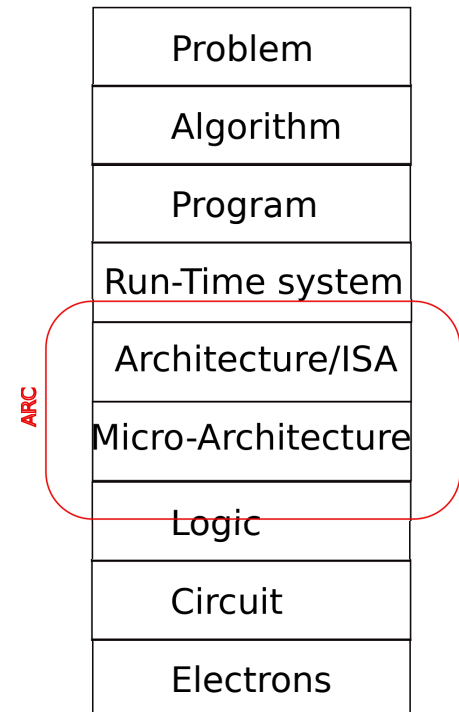 Problem
Algorithm
Program
Run-Time system
Architecture/ISA
ARC
Micro-Architecture
Logic
Circuit
Electrons